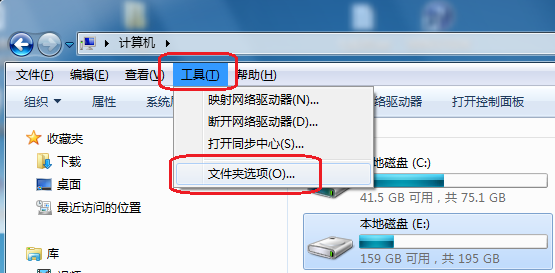 计算机
文件(F) 编辑(E) 查看(V) 工具(T) 帮助(H)
组织 属性 系统属 网络驱动器 打开控制面板
映射网络驱动器(N)...
断开网络驱动器(D)...
打开同步中心(S)...
文件夹选项(O)...
收藏夹
下载
桌面
最近访问的位置
库
本地磁盘 (C:)
41.5 GB 可用，共 75.1 GB
本地磁盘 (E:)
159 GB 可用，共 195 GB